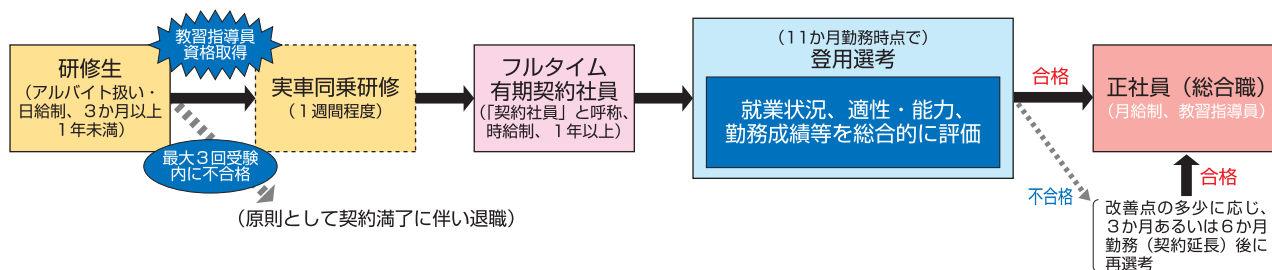 教習指導員
資格取得
研修生
（アルバイト扱い・
日給制、３か月以上
１年未満）
最大３回受験
内に不合格
（原則として契約満了に伴い退職）
実車同乗研修
（１週間程度）
フルタイム
有期契約社員
（「契約社員」と呼称、
時給制、１年以上）
（11か月勤務時点で）
登用選考
就業状況、適性・能力、
勤務成績等を総合的に評価
合格
正社員（総合職）
（月給制、教習指導員）
不合格
合格
改善点の多少に応じ、
３か月あるいは６か月
勤務（契約延長）後に
再選考